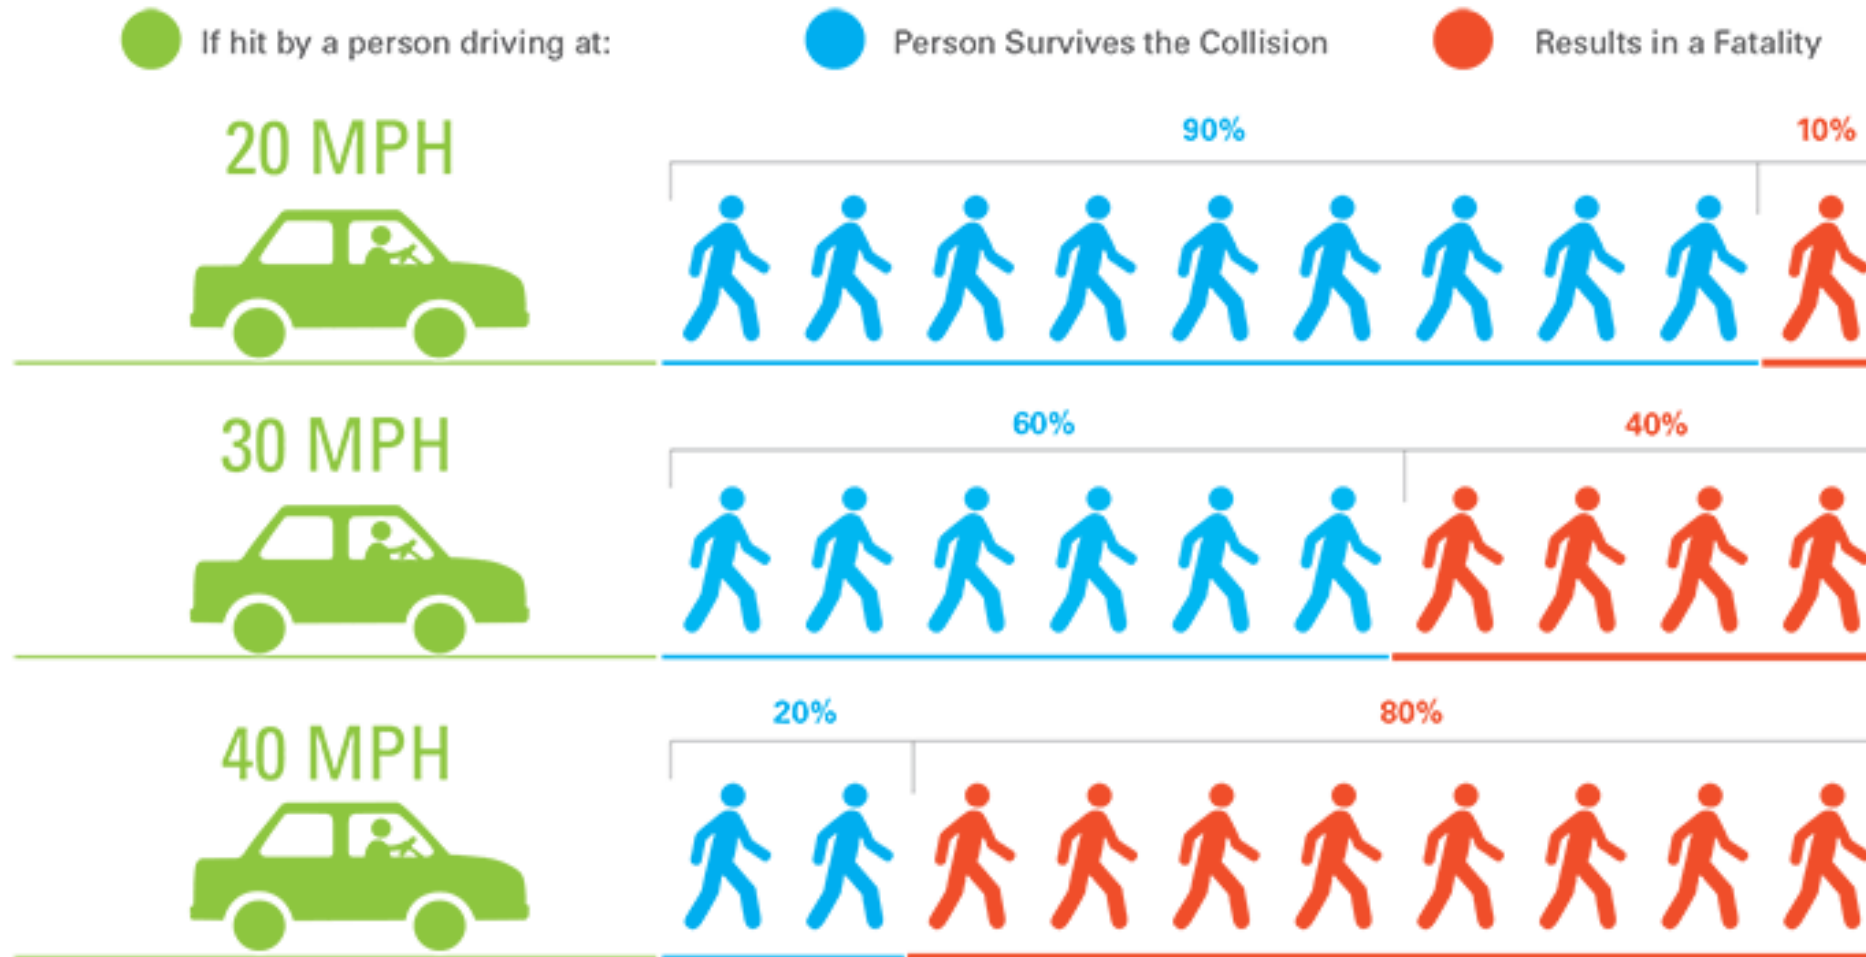 If hit by a person driving at:
Person Survives the Collision
Results in a Fatality
20 MPH
90%
10%
30 MPH
60%
40%
40 MPH
20%
80%